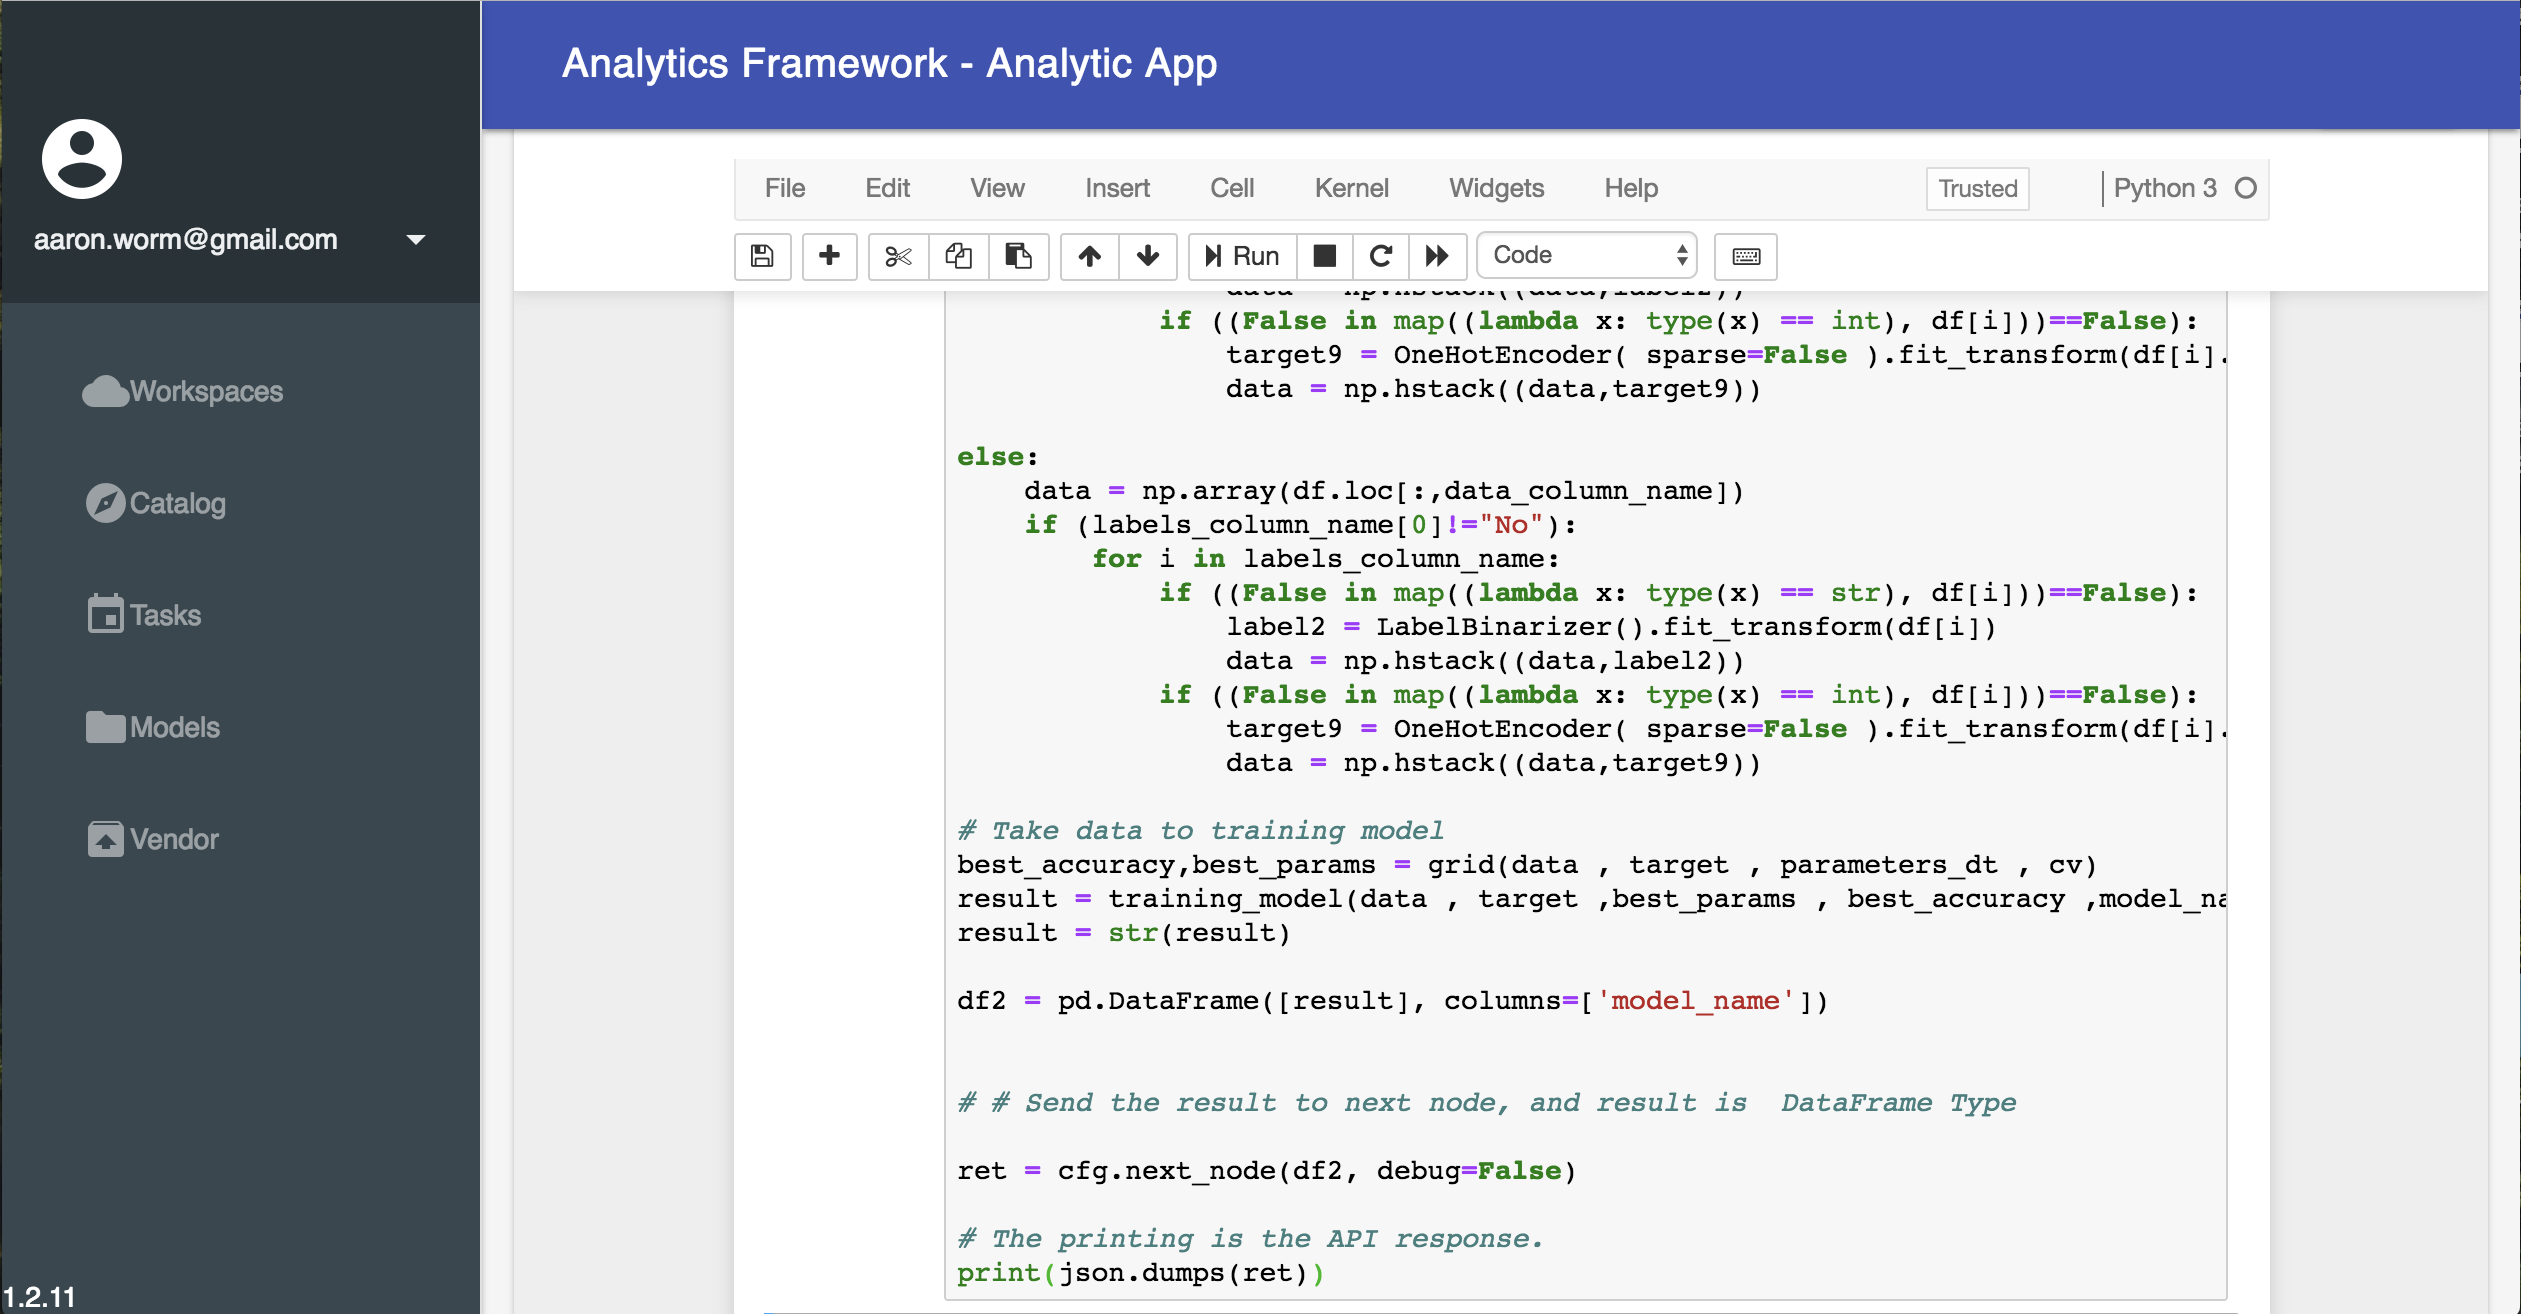 Analytics Framework - Analytic App
aaron.worm@gmail.com
Workspaces
Catalog
Tasks
Models
Vendor
1.2.11
File Edit View Insert Cell Kernel Widgets Help Trusted Python 3
Run Code
data = np.hstack((data,label2))
if ((False in map((lambda x: type(x) == int), df[i]))==False):
target9 = OneHotEncoder( sparse=False ).fit_transform(df[i].
data = np.hstack((data,target9))
else:
data = np.array(df.loc[:,data_column_name])
if (labels_column_name[0]!="No"):
for i in labels_column_name:
if ((False in map((lambda x: type(x) == str), df[i]))==False):
label2 = LabelBinarizer().fit_transform(df[i])
data = np.hstack((data,label2))
if ((False in map((lambda x: type(x) == int), df[i]))==False):
target9 = OneHotEncoder( sparse=False ).fit_transform(df[i].
data = np.hstack((data,target9))
# Take data to training model
best_accuracy,best_params = grid(data , target , parameters_dt , cv)
result = training_model(data , target ,best_params , best_accuracy ,model_na
result = str(result)
df2 = pd.DataFrame([result], columns=['model_name'])
# # Send the result to next node, and result is  DataFrame Type
ret = cfg.next_node(df2, debug=False)
# The printing is the API response.
print(json.dumps(ret))